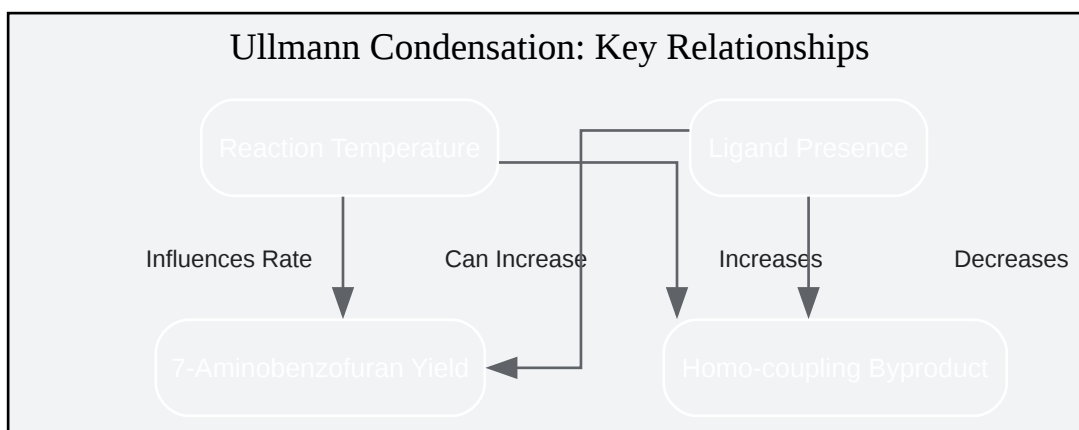 Ullmann Condensation: Key Relationships
Reaction Temperature
Ligand Presence
Influences Rate
Can Increase
Increases
Decreases
7-Aminobenzofuran Yield
Homo-coupling Byproduct